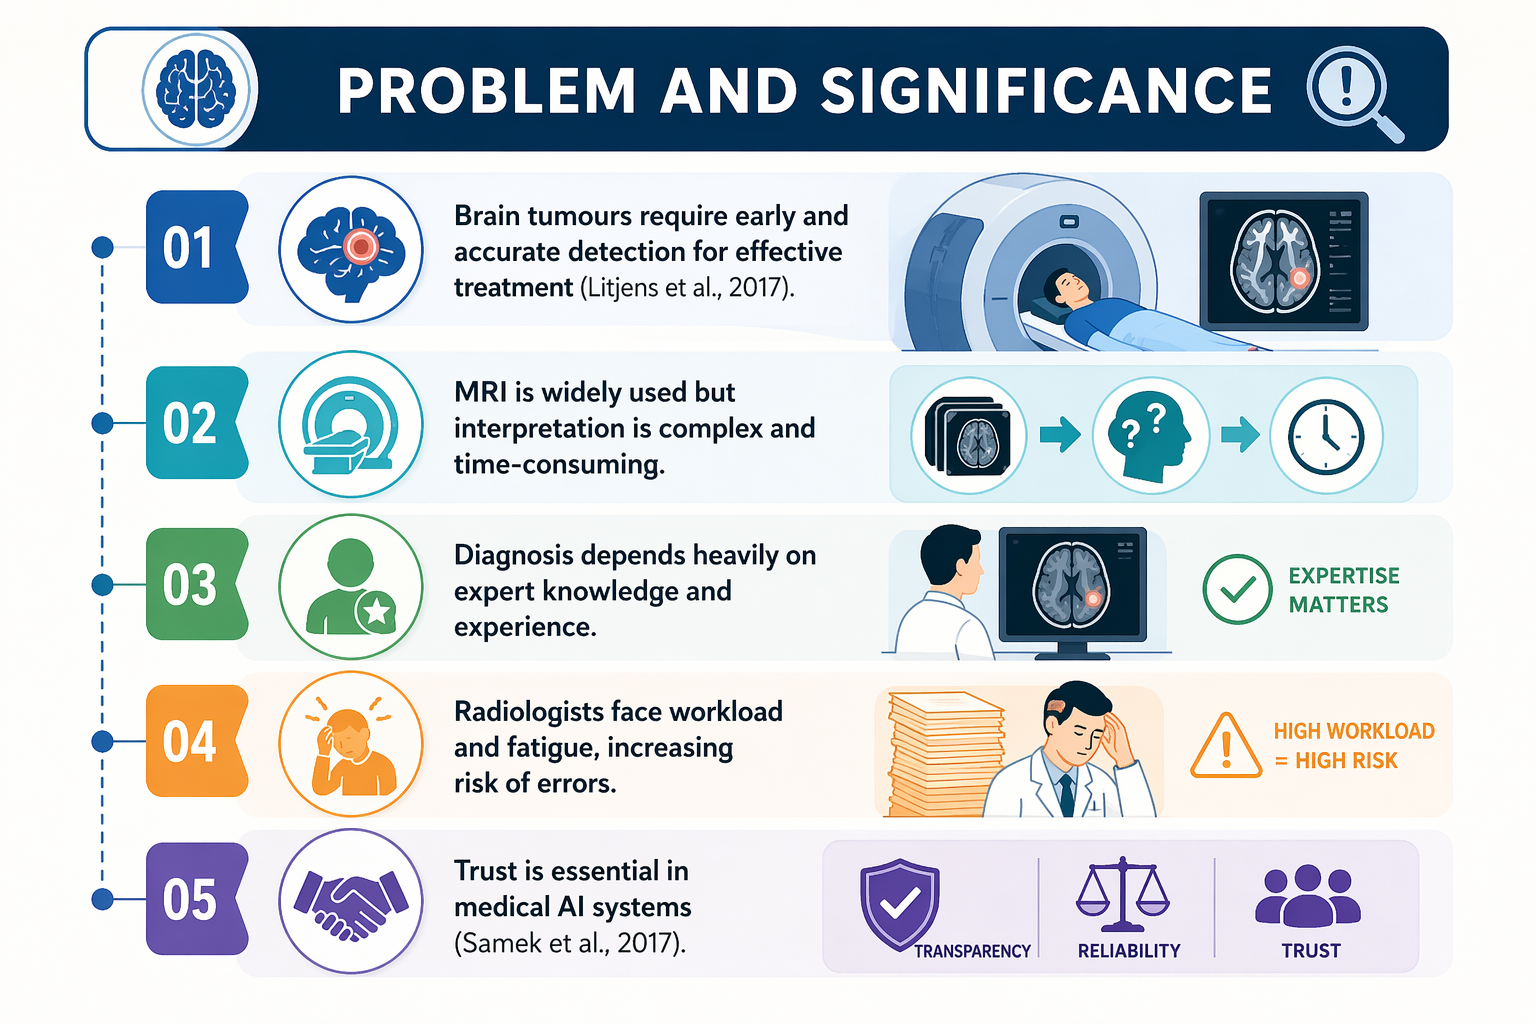 PROBLEM AND SIGNIFICANCE
01
Brain tumours require early and
accurate detection for effective
treatment (Litjens et al., 2017).
02
MRI is widely used but
interpretation is complex and
time-consuming.
? ?
03
Diagnosis depends heavily on
expert knowledge and
experience.
EXPERTISE
MATTERS
04
Radiologists face workload
and fatigue, increasing
risk of errors.
HIGH WORKLOAD
= HIGH RISK
05
Trust is essential in
medical AI systems
(Samek et al., 2017).
TRANSPARENCY
RELIABILITY
TRUST